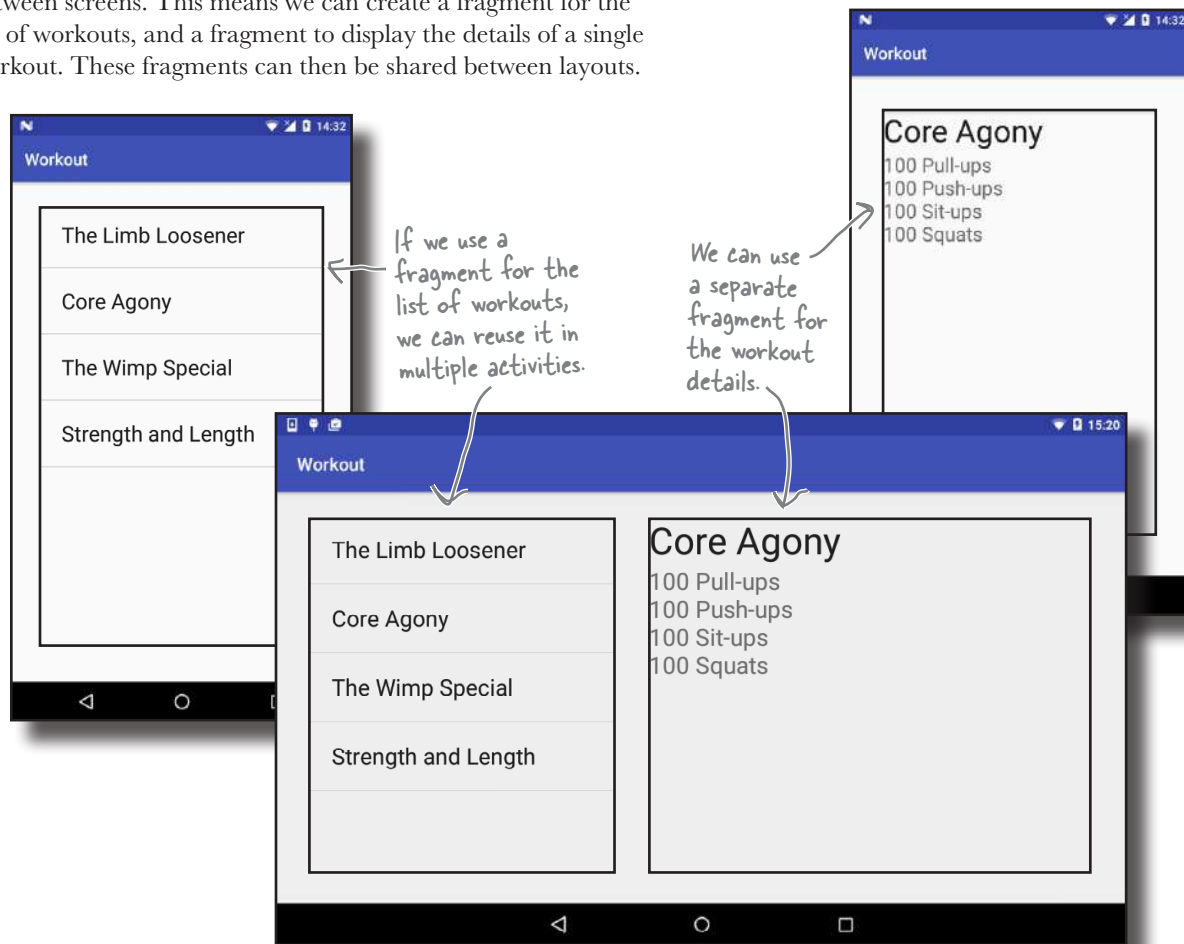 tween screens. This means we can create a fragment for the
of workouts, and a fragment to display the details of a single
rkout. These fragments can then be shared between layouts.
N 14:32
Workout
The Limb Loosener
Core Agony
The Wimp Special
Strength and Length
If we use a
fragment for the
list of workouts,
we can reuse it in
multiple activities.
We can use
a separate
fragment for
the workout
details.
N 14:32
Workout
Core Agony
100 Pull-ups
100 Push-ups
100 Sit-ups
100 Squats
15:20
Workout
The Limb Loosener
Core Agony
The Wimp Special
Strength and Length
Core Agony
100 Pull-ups
100 Push-ups
100 Sit-ups
100 Squats